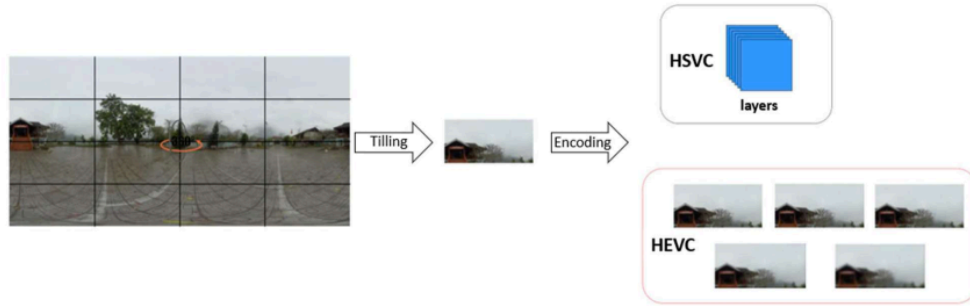 HSVC
layers
Tilling
Encoding
HEVC